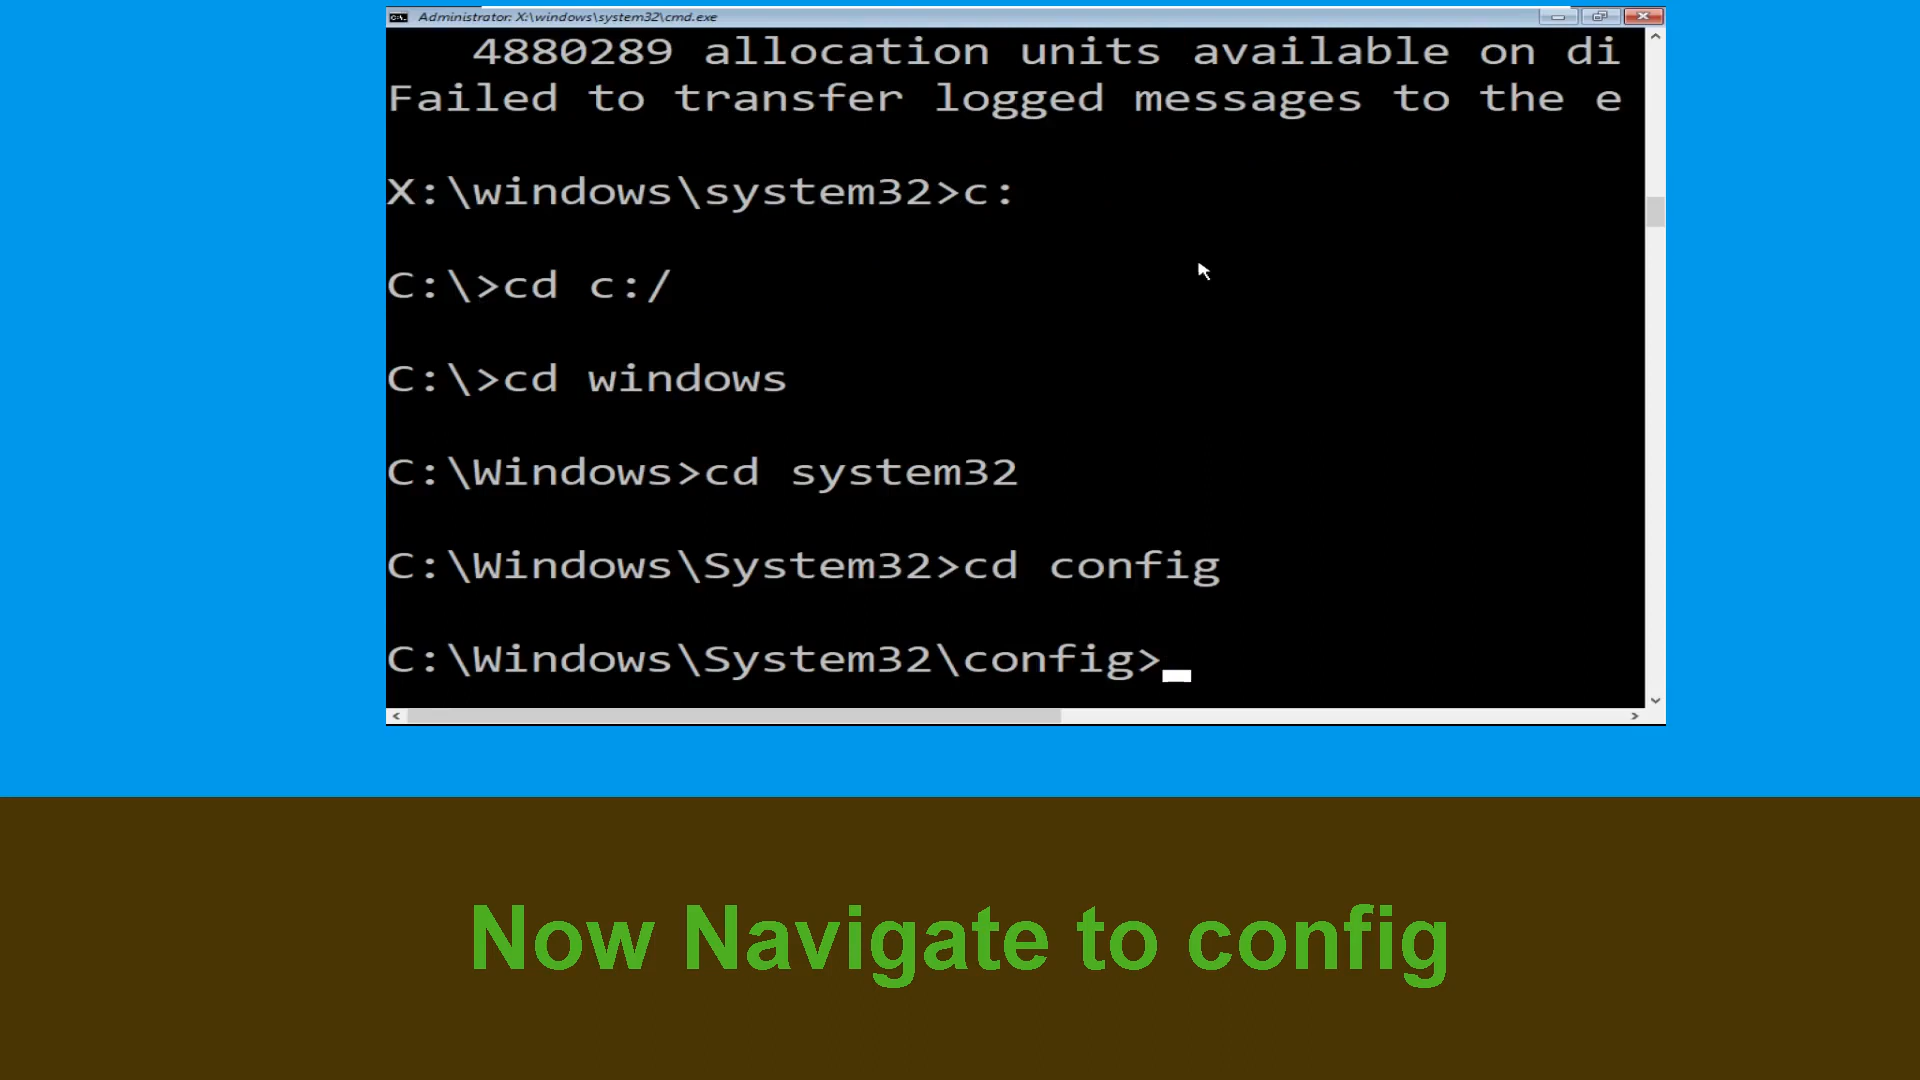 Administrator: X:\windows\system32\cmd.exe
4880289 allocation units available on di
Failed to transfer logged messages to the e
X:\windows\system32>c:
C:\>cd c:/
C:\>cd windows
C:\Windows>cd system32
C:\Windows\System32>cd config
C:\Windows\System32\config>
Now Navigate to config